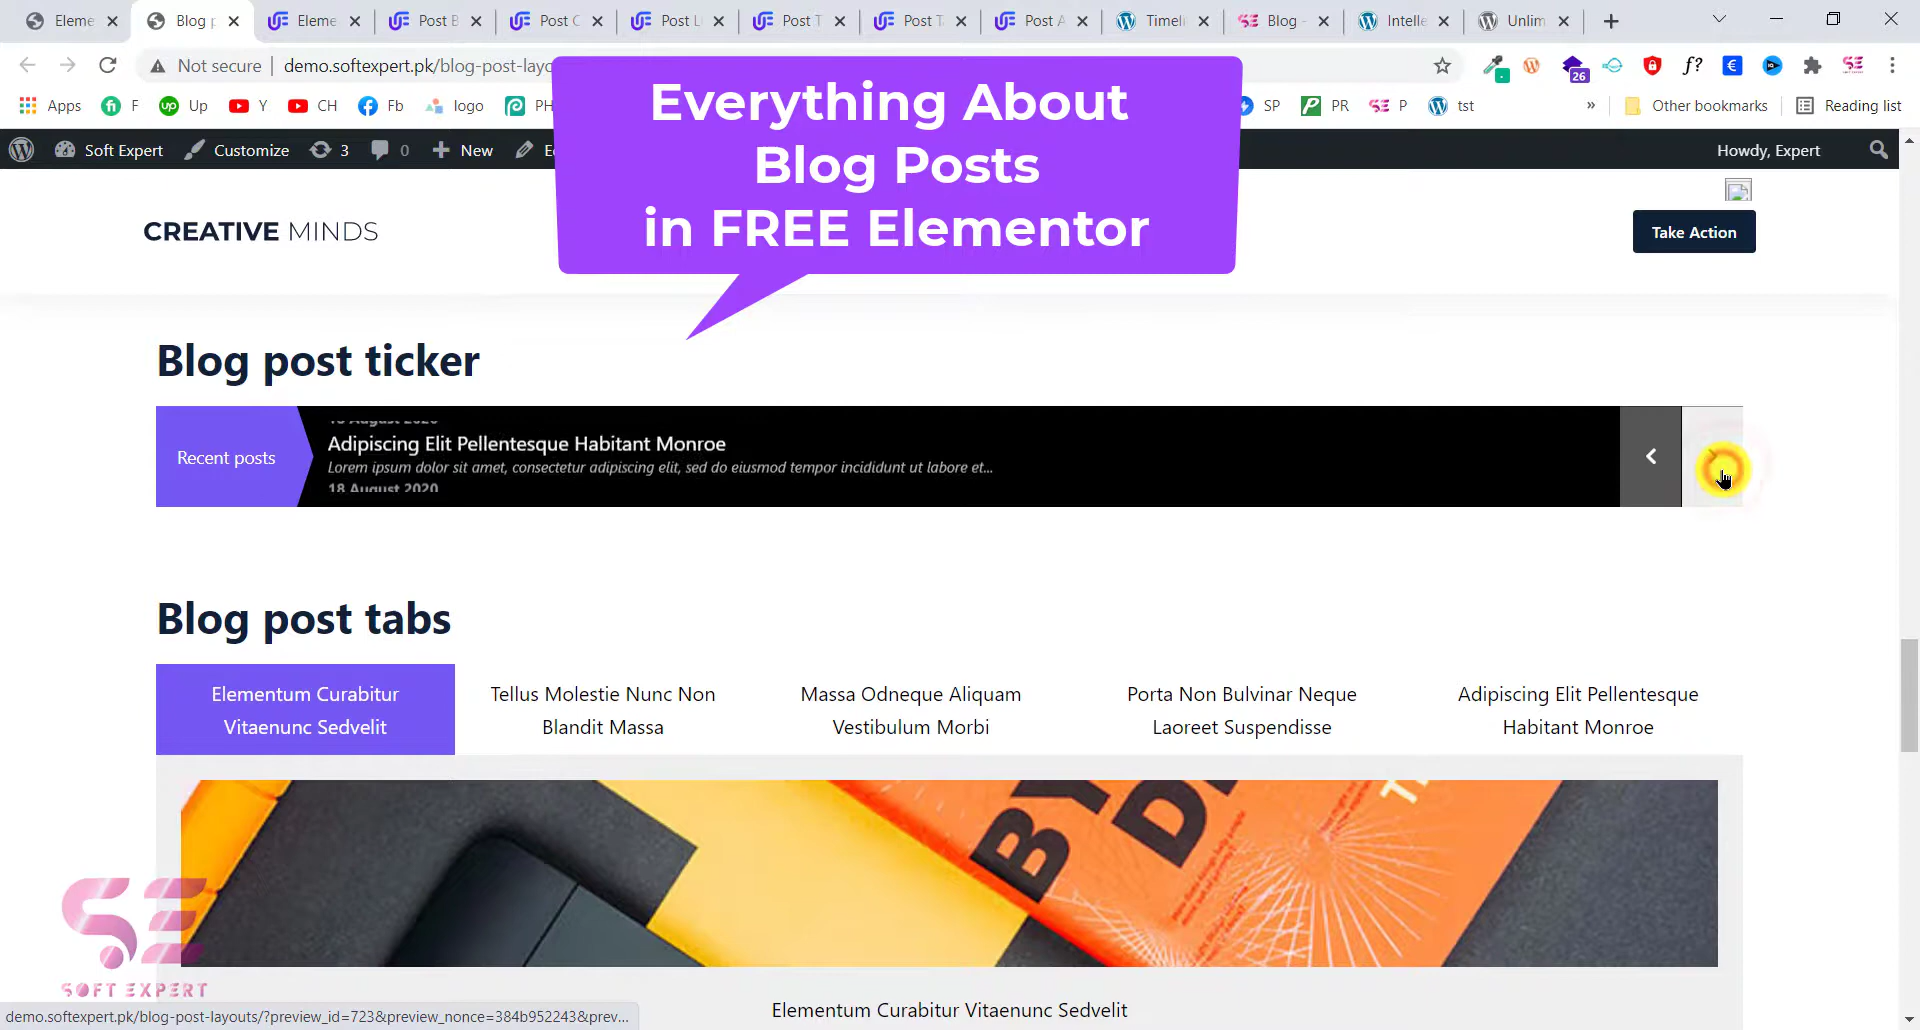 Eleme
Blog p
Eleme
Post B
Post C
Post L
Post T
Post T
Post A
Timeli
Blog -
Intelle
Unlim
Not secure
demo.softexpert.pk/blog-post-layo
26
f?
Apps
F
Up
Y
CH
Fb
logo
PH
SP
PR
P
tst
»
Other bookmarks
Reading list
Soft Expert
Customize
3
0
New
Howdy, Expert
Everything About
Blog Posts
in FREE Elementor
CREATIVE MINDS
Take Action
Blog post ticker
Recent posts
Adipiscing Elit Pellentesque Habitant Monroe
Lorem ipsum dolor sit amet, consectetur adipiscing elit, sed do eiusmod tempor incididunt ut labore et...
18 August 2020
Blog post tabs
Elementum Curabitur
Vitaenunc Sedvelit
Tellus Molestie Nunc Non
Blandit Massa
Massa Odneque Aliquam
Vestibulum Morbi
Porta Non Bulvinar Neque
Laoreet Suspendisse
Adipiscing Elit Pellentesque
Habitant Monroe
SE
SOFT EXPERT
Elementum Curabitur Vitaenunc Sedvelit
demo.softexpert.pk/blog-post-layouts/?preview_id=723&preview_nonce=384b952243&prev...